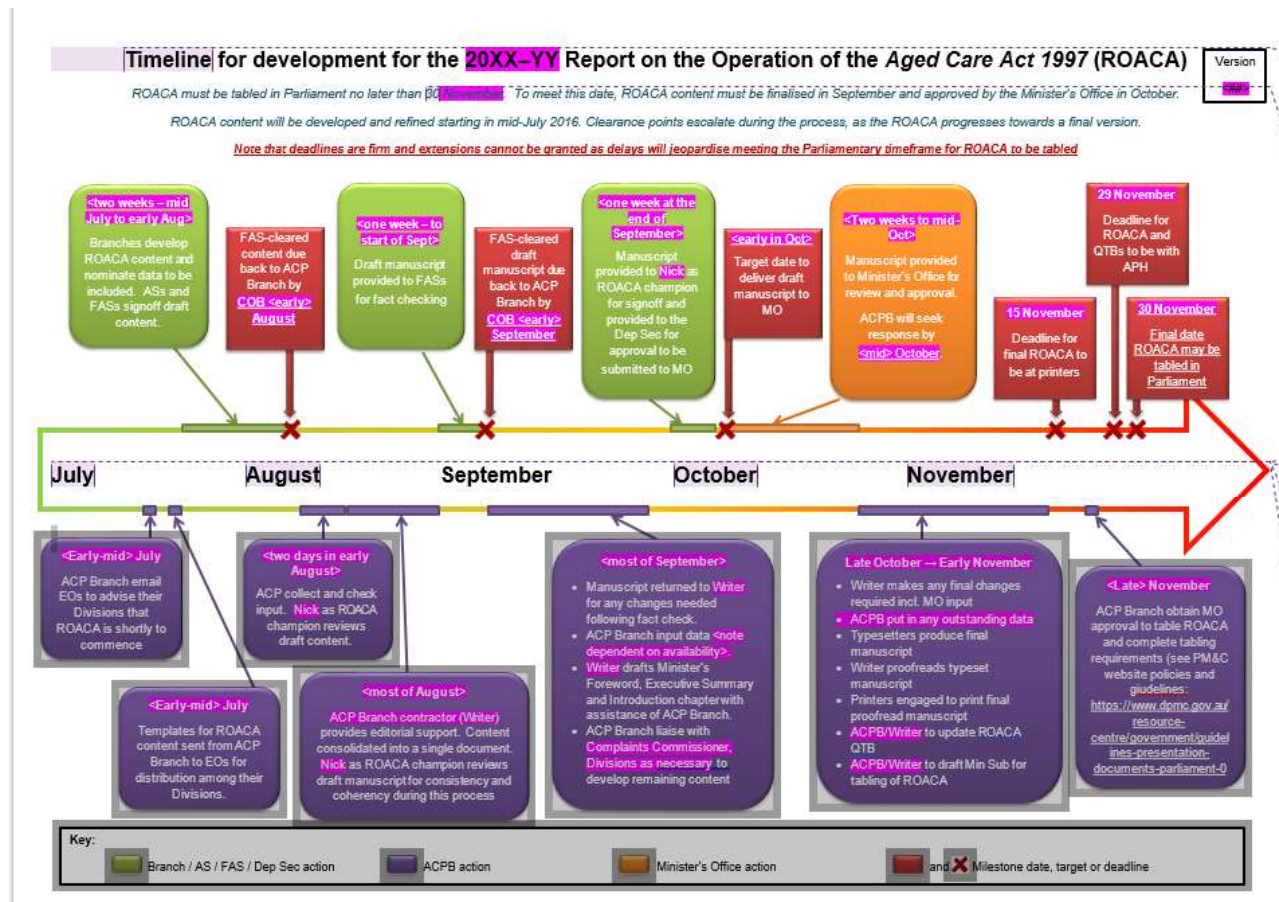 Timeline for development for the 20XX–YY Report on the Operation of the Aged Care Act 1997 (ROACA)
Version
<##>
ROACA must be tabled in Parliament no later than 30 November. To meet this date, ROACA content must be finalised in September and approved by the Minister's Office in October.
ROACA content will be developed and refined starting in mid-July 2016. Clearance points escalate during the process, as the ROACA progresses towards a final version.
Note that deadlines are firm and extensions cannot be granted as delays will jeopardise meeting the Parliamentary timeframe for ROACA to be tabled
<two weeks – mid
July to early Aug>
Branches develop
ROACA content and
nominate data to be
included. ASs and
FASs signoff draft
content.
FAS-cleared
content due
back to ACP
Branch by
COB <early>
August
<one week – to
start of Sept>
Draft manuscript
provided to FASs
for fact checking
FAS-cleared
draft
manuscript due
back to ACP
Branch by
COB <early>
September
<one week at the
end of
September>
Manuscript
provided to Nick as
ROACA champion
for signoff and
provided to the
Dep Sec for
approval to be
submitted to MO
<early in Oct>
Target date to
deliver draft
manuscript to
MO
<Two weeks to mid-
Oct>
Manuscript provided
to Minister's Office for
review and approval.
ACPB will seek
response by
<mid> October.
15 November
Deadline for
final ROACA to
be at printers
29 November
Deadline for
ROACA and
QTBs to be with
APH
30 November
Final date
ROACA may be
tabled in
Parliament
July
August
September
October
November
<Early-mid> July
ACP Branch email
EOs to advise their
Divisions that
ROACA is shortly to
commence
<Early-mid> July
Templates for ROACA
content sent from ACP
Branch to EOs for
distribution among their
Divisions.
<two days in early
August>
ACP collect and check
input. Nick as ROACA
champion reviews
draft content.
<most of August>
ACP Branch contractor (Writer)
provides editorial support. Content
consolidated into a single document.
Nick as ROACA champion reviews
draft manuscript for consistency and
coherency during this process
<most of September>
• Manuscript returned to Writer
for any changes needed
following fact check.
• ACP Branch input data <note
dependent on availability>.
• Writer drafts Minister's
Foreword, Executive Summary
and Introduction chapter with
assistance of ACP Branch.
• ACP Branch liaise with
Complaints Commissioner,
Divisions as necessary to
develop remaining content
Late October → Early November
• Writer makes any final changes
required incl. MO input
• ACPB put in any outstanding data
• Typesetters produce final
manuscript
• Writer proofreads typeset
manuscript
• Printers engaged to print final
proofread manuscript
• ACPB/Writer to update ROACA
QTB
• ACPB/Writer to draft Min Sub for
tabling of ROACA
<Late> November
ACP Branch obtain MO
approval to table ROACA
and complete tabling
requirements (see PM&C
website policies and
giudelines:
https://www.dpmc.gov.au/
resource-
centre/government/guidel
ines-presentation-
documents-parliament-0
Key:
Branch / AS / FAS / Dep Sec action
ACPB action
Minister's Office action
and
Milestone date, target or deadline